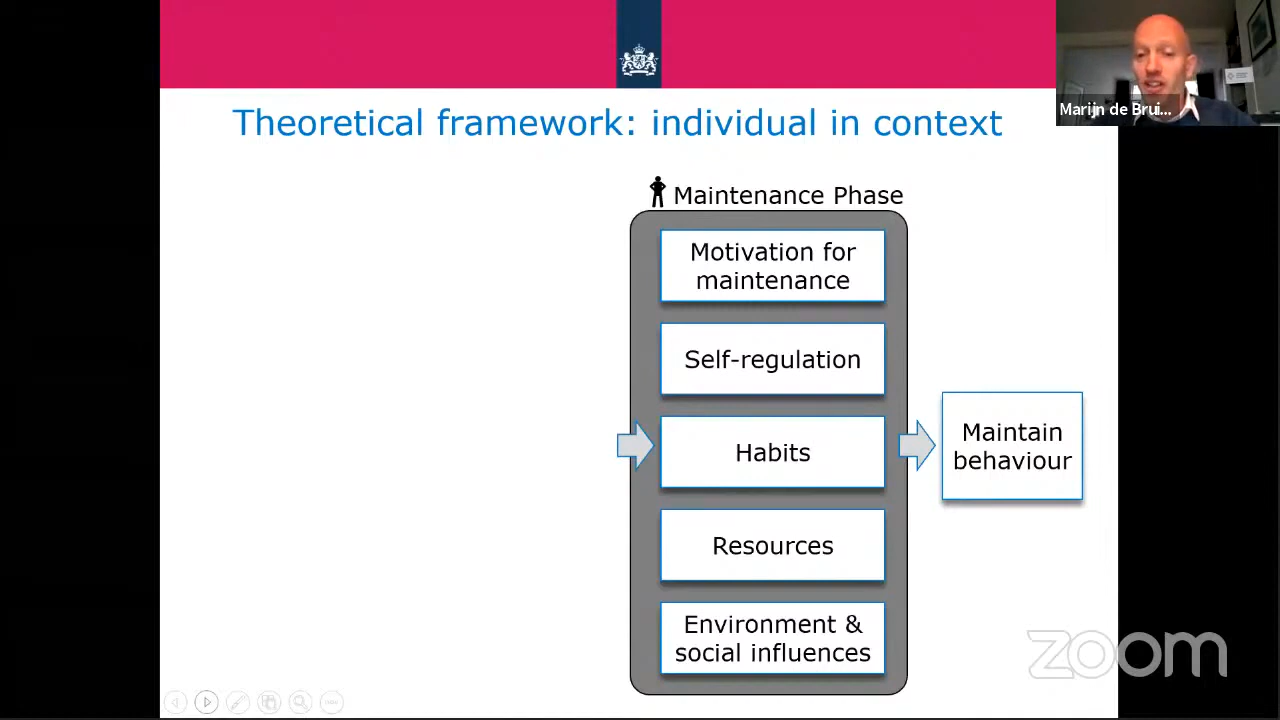 Marijn de Brui...
Theoretical framework: individual in context
Maintenance Phase
Motivation for
maintenance
Self-regulation
Habits
Maintain
behaviour
Resources
Environment &
social influences
zoom